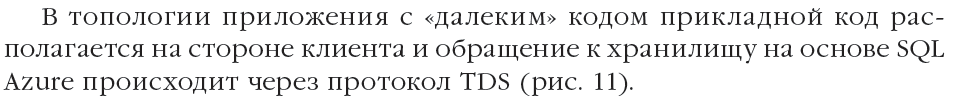 В топологии приложения с «далеким» кодом прикладной код рас-
полагается на стороне клиента и обращение к хранилищу на основе SQL
Azure происходит через протокол TDS (рис. 11).